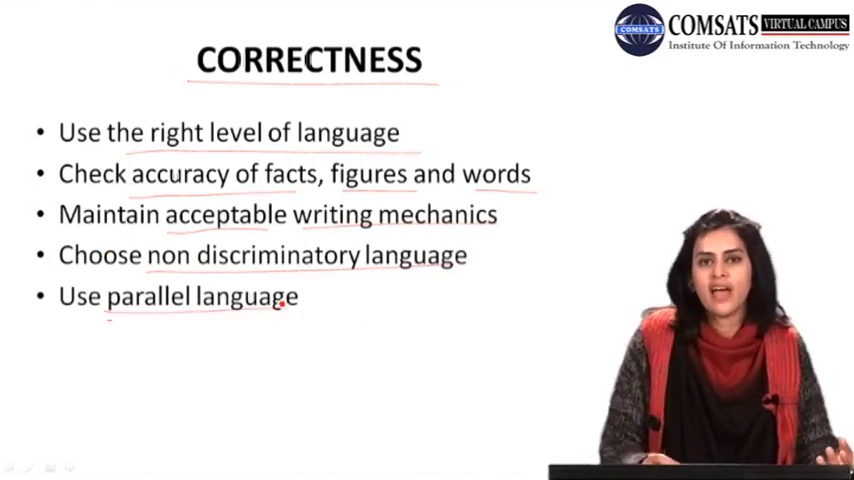 COMSATS VIRTUAL CAMPUS
Institute Of Information Technology
COMSATS
CORRECTNESS
• Use the right level of language
• Check accuracy of facts, figures and words
• Maintain acceptable writing mechanics
• Choose non discriminatory language
• Use parallel language